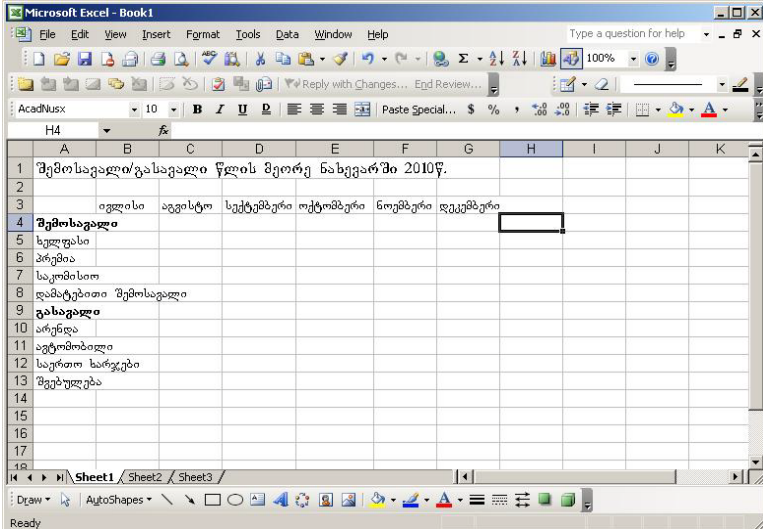 Microsoft Excel - Book1
File Edit View Insert Format Tools Data Window Help Type a question for help
100%
Reply with Changes... End Review...
AcadNusx 10 B I U D Paste Special... $ % ,
H4 fx
A B C D E F G H I J K
1 შემოსავალი/გასავალი წლის მეორე ნახევარში 2010წ.
2
3 ივლისი აგვისტო სექტემბერი ოქტომბერი ნოემბერი დეკემბერი
4 შემოსავალი
5 ხელფასი
6 პრემია
7 საკომისიო
8 დამატებითი შემოსავალი
9 გასავალი
10 არენდა
11 ავტომობილი
12 საერთო ხარჯები
13 შვებულება
14
15
16
17
18
Sheet1 Sheet2 Sheet3
Draw AutoShapes
Ready